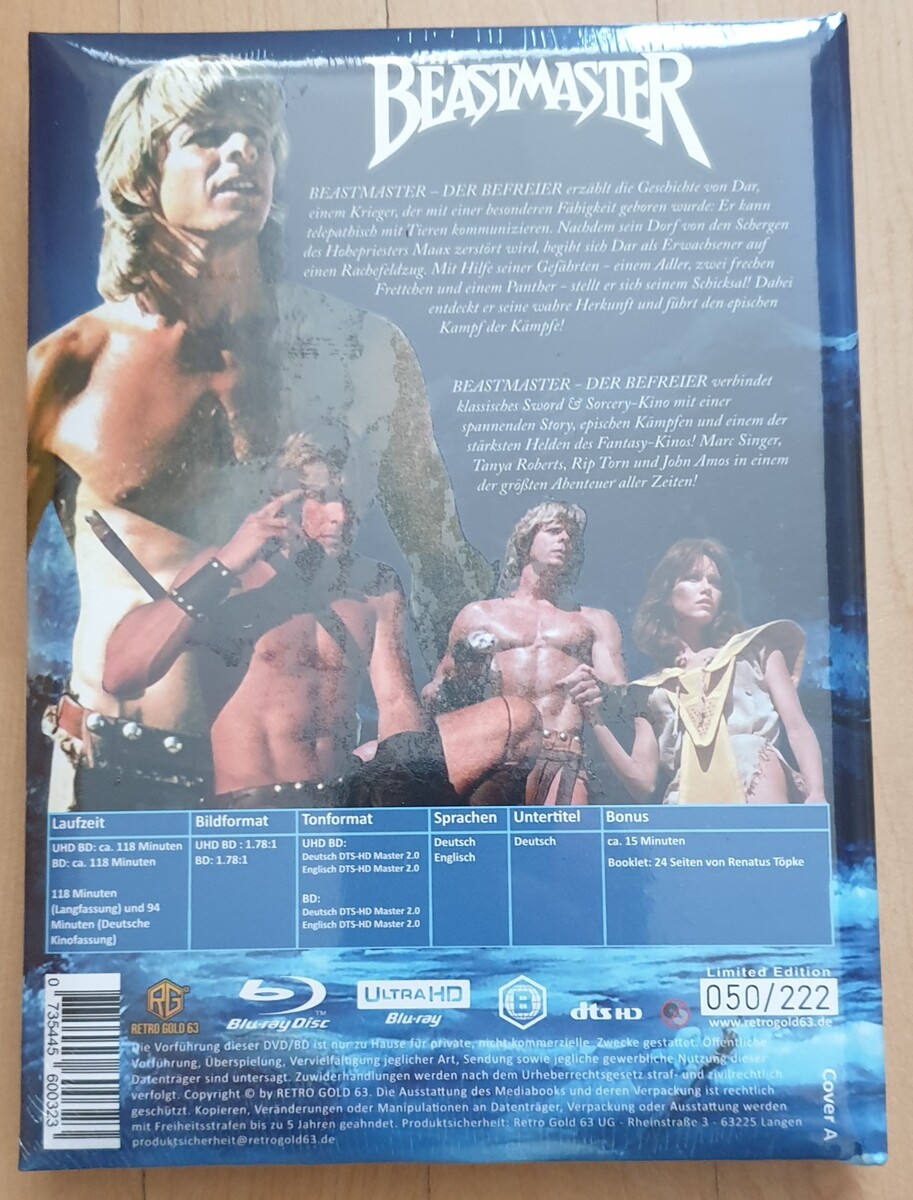 BEASTMASTER
BEASTMASTER – DER BEFREIER erzählt die Geschichte von Dar,
einem Krieger, der mit einer besonderen Fähigkeit geboren wurde: Er kann
telepathisch mit Tieren kommunizieren. Nachdem sein Dorf von den Schergen
des Hohepriesters Maax zerstört wird, begibt sich Dar als Erwachsener auf
einen Rachefeldzug. Mit Hilfe seiner Gefährten – einem Adler, zwei frechen
Frettchen und einem Panther – stellt er sich seinem Schicksal! Dabei
entdeckt er seine wahre Herkunft und führt den epischen
Kampf der Kämpfe!
BEASTMASTER – DER BEFREIER verbindet
klassisches Sword & Sorcery-Kino mit einer
spannenden Story, epischen Kämpfen und einem der
stärksten Helden des Fantasy-Kinos! Marc Singer,
Tanya Roberts, Rip Torn und John Amos in einem
der größten Abenteuer aller Zeiten!
Laufzeit
UHD BD: ca. 118 Minuten
BD: ca. 118 Minuten
118 Minuten
(Langfassung) und 94
Minuten (Deutsche
Kinofassung)
Bildformat
UHD BD : 1.78:1
BD: 1.78:1
Tonformat
UHD BD:
Deutsch DTS-HD Master 2.0
Englisch DTS-HD Master 2.0
BD:
Deutsch DTS-HD Master 2.0
Englisch DTS-HD Master 2.0
Sprachen
Deutsch
Englisch
Untertitel
Deutsch
Bonus
ca. 15 Minuten
Booklet: 24 Seiten von Renatus Töpke
0 735445 600323
RG
RETRO GOLD 63
Blu-ray Disc™
ULTRA HD
Blu-ray
B
dts HD
Limited Edition
050/222
www.retrogold63.de
Die Vorführung dieser DVD/BD ist nur zu Hause für private, nicht kommerzielle Zwecke gestattet. Öffentliche
Vorführung, Überspielung, Vervielfältigung jeglicher Art, Sendung sowie jegliche gewerbliche Nutzung dieser
Datenträger sind untersagt. Zuwiderhandlungen werden nach dem Urheberrechtsgesetz straf- und zivilrechtlich
verfolgt. Copyright © by RETRO GOLD 63. Die Ausstattung des Mediabooks und deren Verpackung ist rechtlich
geschützt. Kopieren, Veränderungen oder Manipulationen an Datenträger, Verpackung oder Ausstattung werden
mit Freiheitsstrafen bis zu 5 Jahren geahndet. Produktsicherheit: Retro Gold 63 UG - Rheinstraße 3 - 63225 Langen
produktsicherheit@retrogold63.de
Cover A